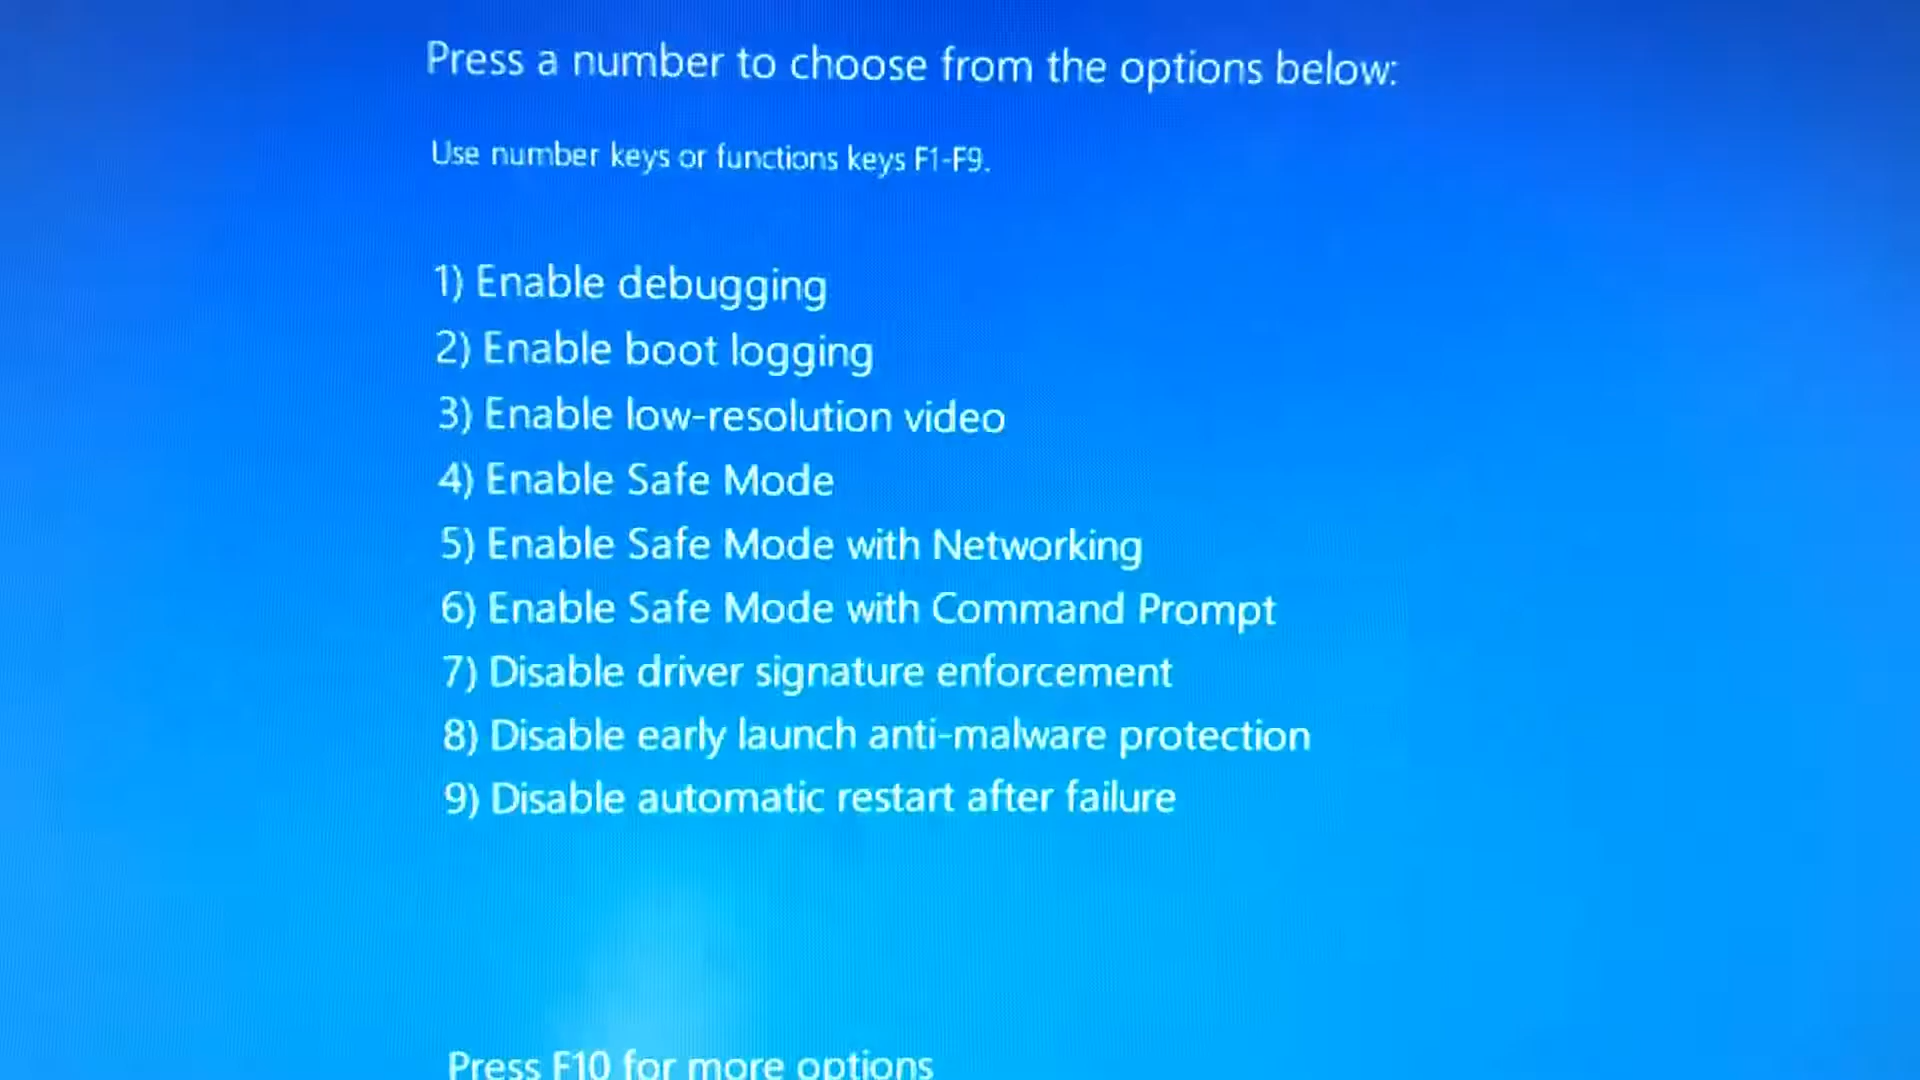 Press a number to choose from the options below:
Use number keys or functions keys F1-F9.
1) Enable debugging
2) Enable boot logging
3) Enable low-resolution video
4) Enable Safe Mode
5) Enable Safe Mode with Networking
6) Enable Safe Mode with Command Prompt
7) Disable driver signature enforcement
8) Disable early launch anti-malware protection
9) Disable automatic restart after failure
Press F10 for more options